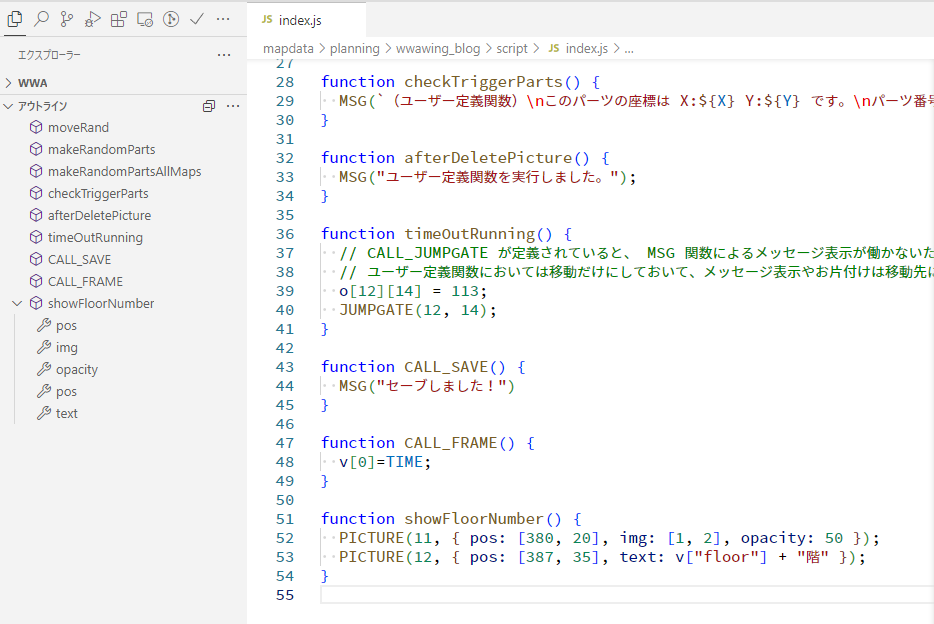 JS index.js
mapdata > planning > wwawing_blog > script > JS index.js > ...
エクスプローラー
WWA
アウトライン
moveRand
makeRandomParts
makeRandomPartsAllMaps
checkTriggerParts
afterDeletePicture
timeOutRunning
CALL_SAVE
CALL_FRAME
showFloorNumber
pos
img
opacity
pos
text
27
28 function checkTriggerParts() {
29 MSG(`（ユーザー定義関数）\nこのパーツの座標は X:${X} Y:${Y} です。\nパーツ番号
30 }
31
32 function afterDeletePicture() {
33 MSG("ユーザー定義関数を実行しました。");
34 }
35
36 function timeOutRunning() {
37 // CALL_JUMPGATE が定義されていると、 MSG 関数によるメッセージ表示が働かないた
38 // ユーザー定義関数においては移動だけにしておいて、メッセージ表示やお片付けは移動先に
39 o[12][14] = 113;
40 JUMPGATE(12, 14);
41 }
42
43 function CALL_SAVE() {
44 MSG("セーブしました！")
45 }
46
47 function CALL_FRAME() {
48 v[0]=TIME;
49 }
50
51 function showFloorNumber() {
52 PICTURE(11, { pos: [380, 20], img: [1, 2], opacity: 50 });
53 PICTURE(12, { pos: [387, 35], text: v["floor"] + "階" });
54 }
55